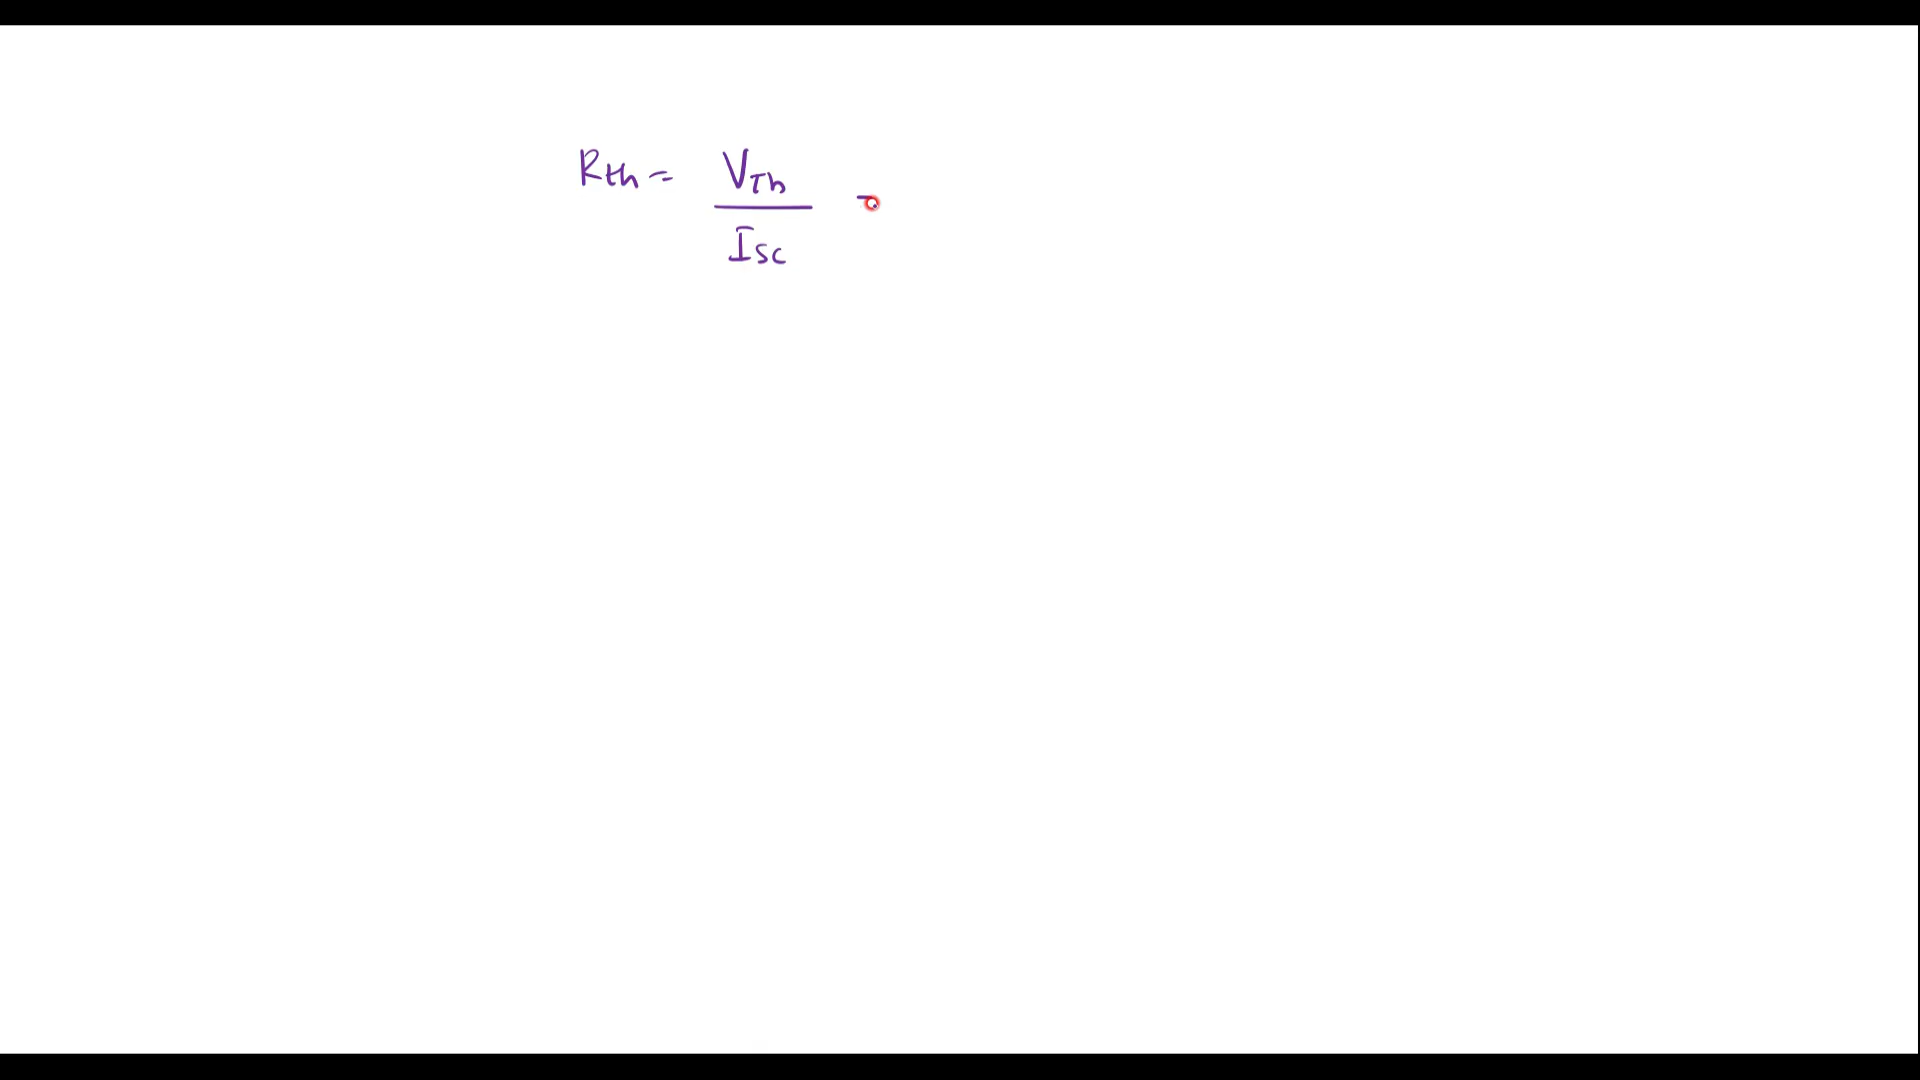 Rth = VTh / Isc =